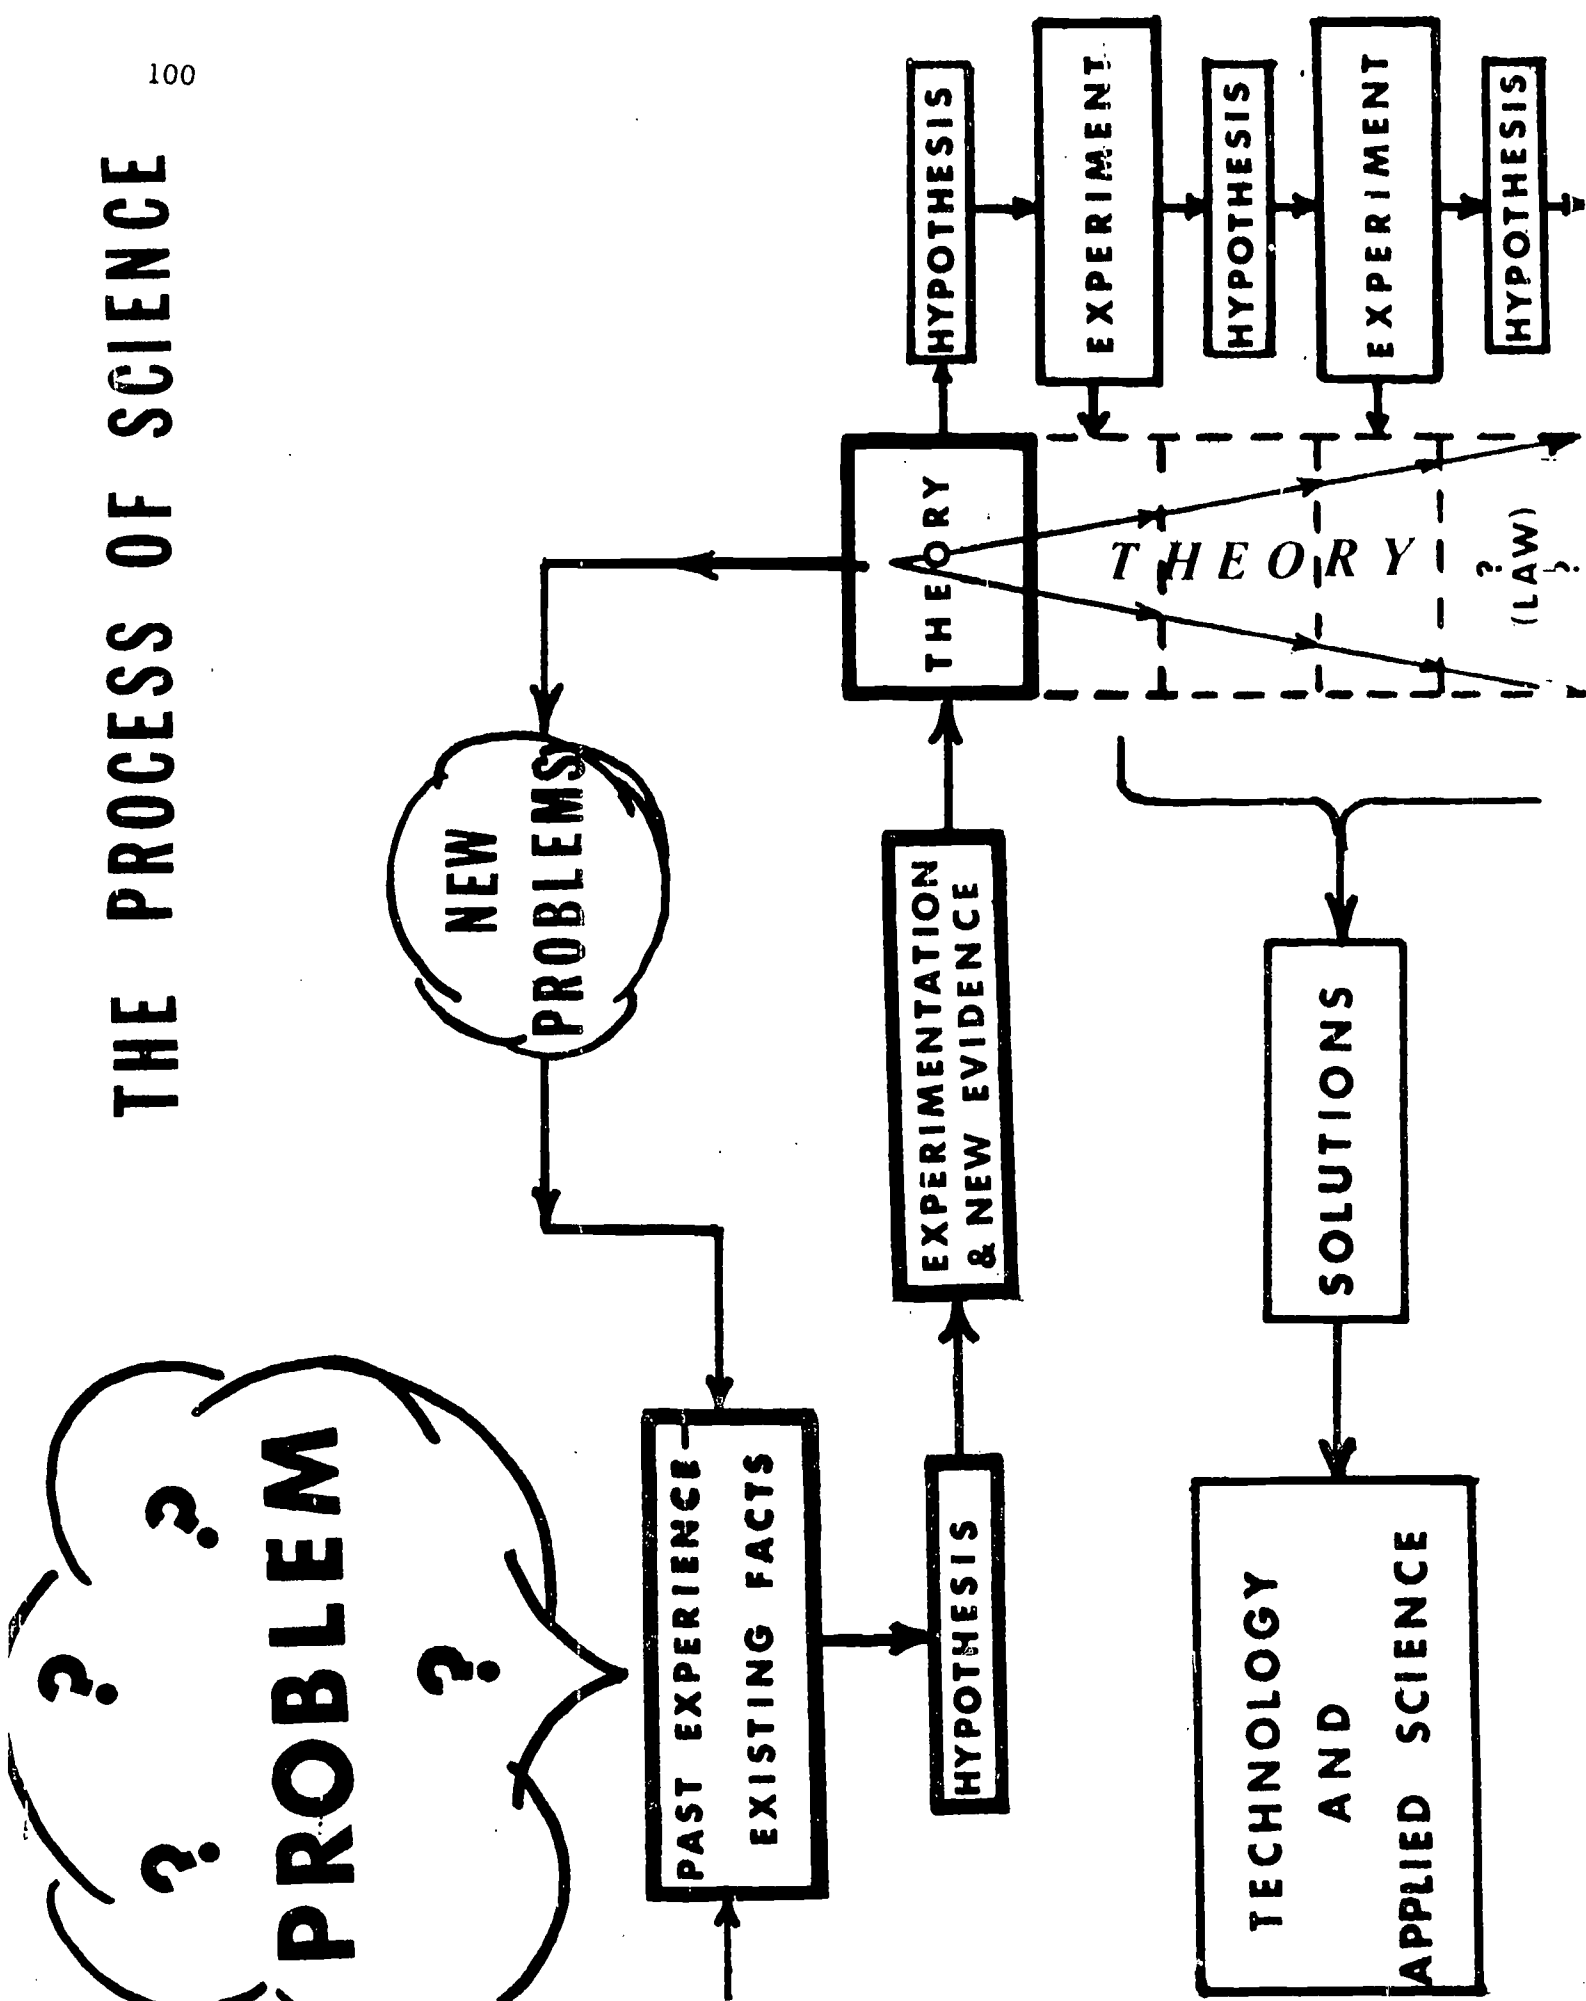 100
THE PROCESS OF SCIENCE
PROBLEM
?
?
?
?
NEW
PROBLEMS
PAST EXPERIENCE—
EXISTING FACTS
HYPOTHESIS
EXPERIMENTATION
& NEW EVIDENCE
THEORY
HYPOTHESIS
EXPERIMENT
HYPOTHESIS
EXPERIMENT
HYPOTHESIS
THEORY
?
(LAW)
?
SOLUTIONS
TECHNOLOGY
AND
APPLIED SCIENCE